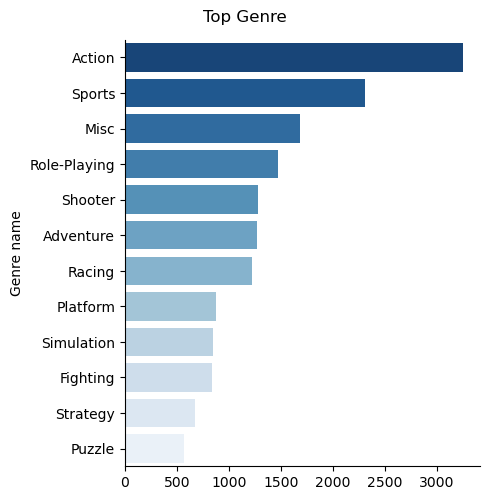 Top Genre
Genre name
Action
Sports
Misc
Role-Playing
Shooter
Adventure
Racing
Platform
Simulation
Fighting
Strategy
Puzzle
0 500 1000 1500 2000 2500 3000